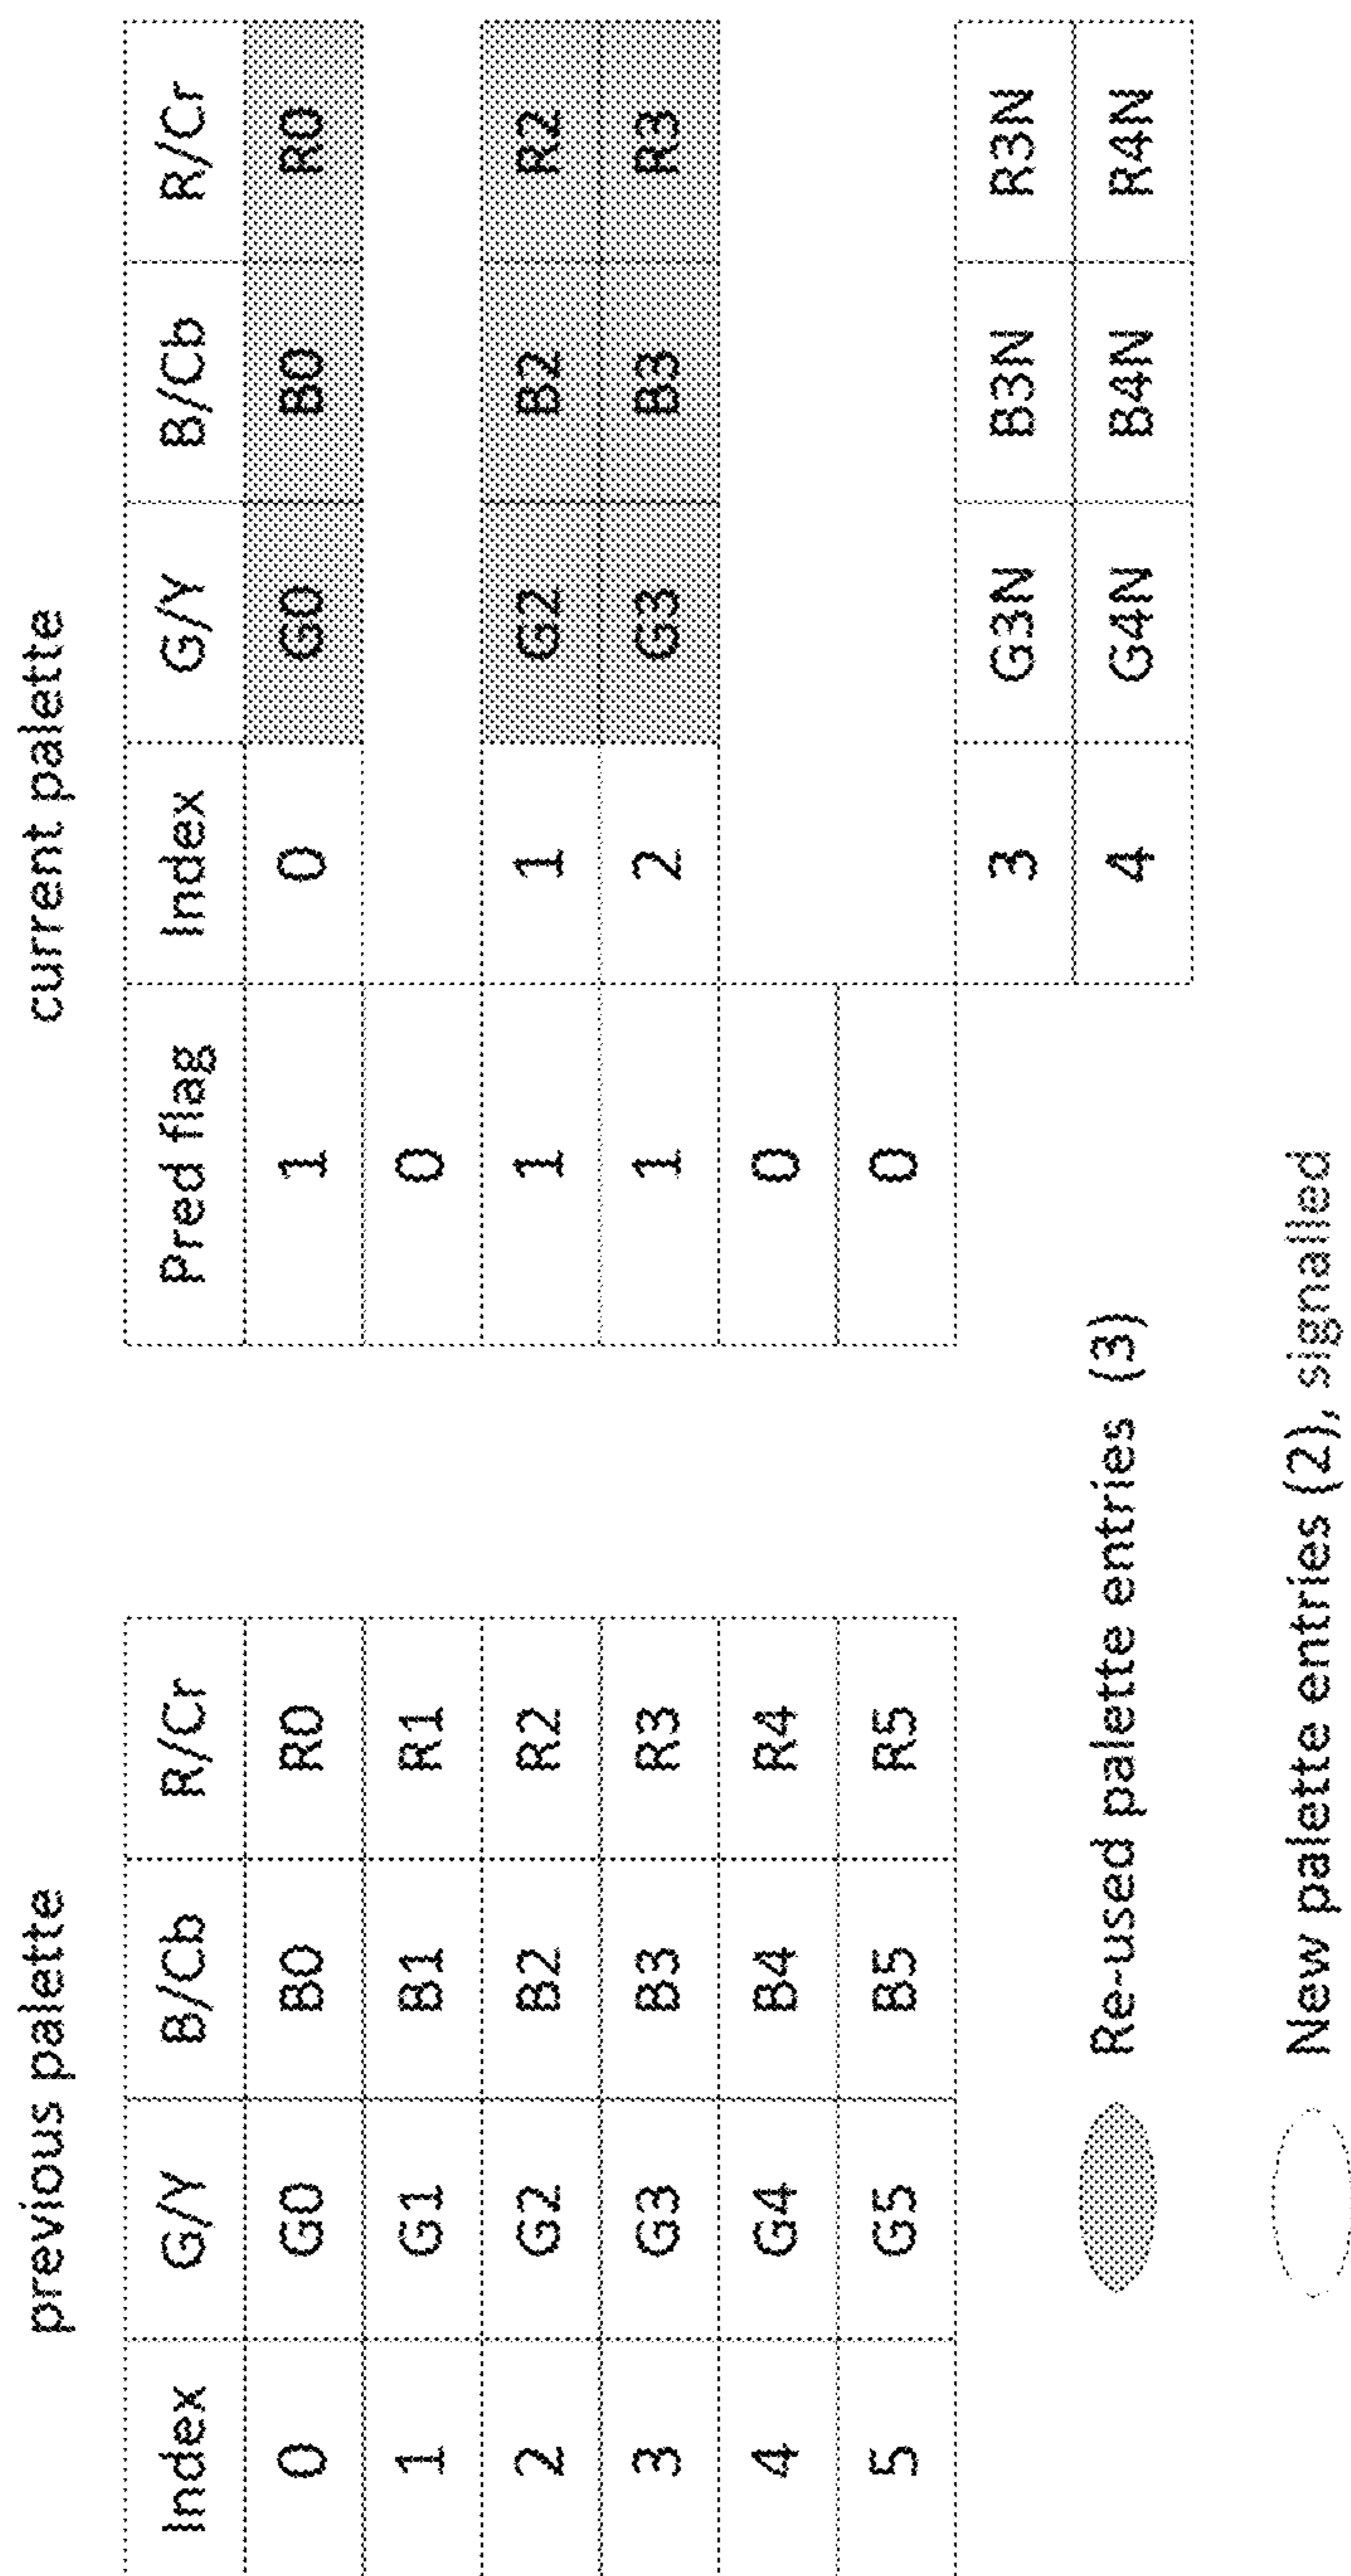 previous palette
Index G/Y B/Cb R/Cr
0 G0 B0 R0
1 G1 B1 R1
2 G2 B2 R2
3 G3 B3 R3
4 G4 B4 R4
5 G5 B5 R5
current palette
Pred flag Index G/Y B/Cb R/Cr
1 0 G0 B0 R0
0
1 1 G2 B2 R2
1 2 G3 B3 R3
0
0
3 G3N B3N R3N
4 G4N B4N R4N
Re-used palette entries (3)
New palette entries (2), signalled